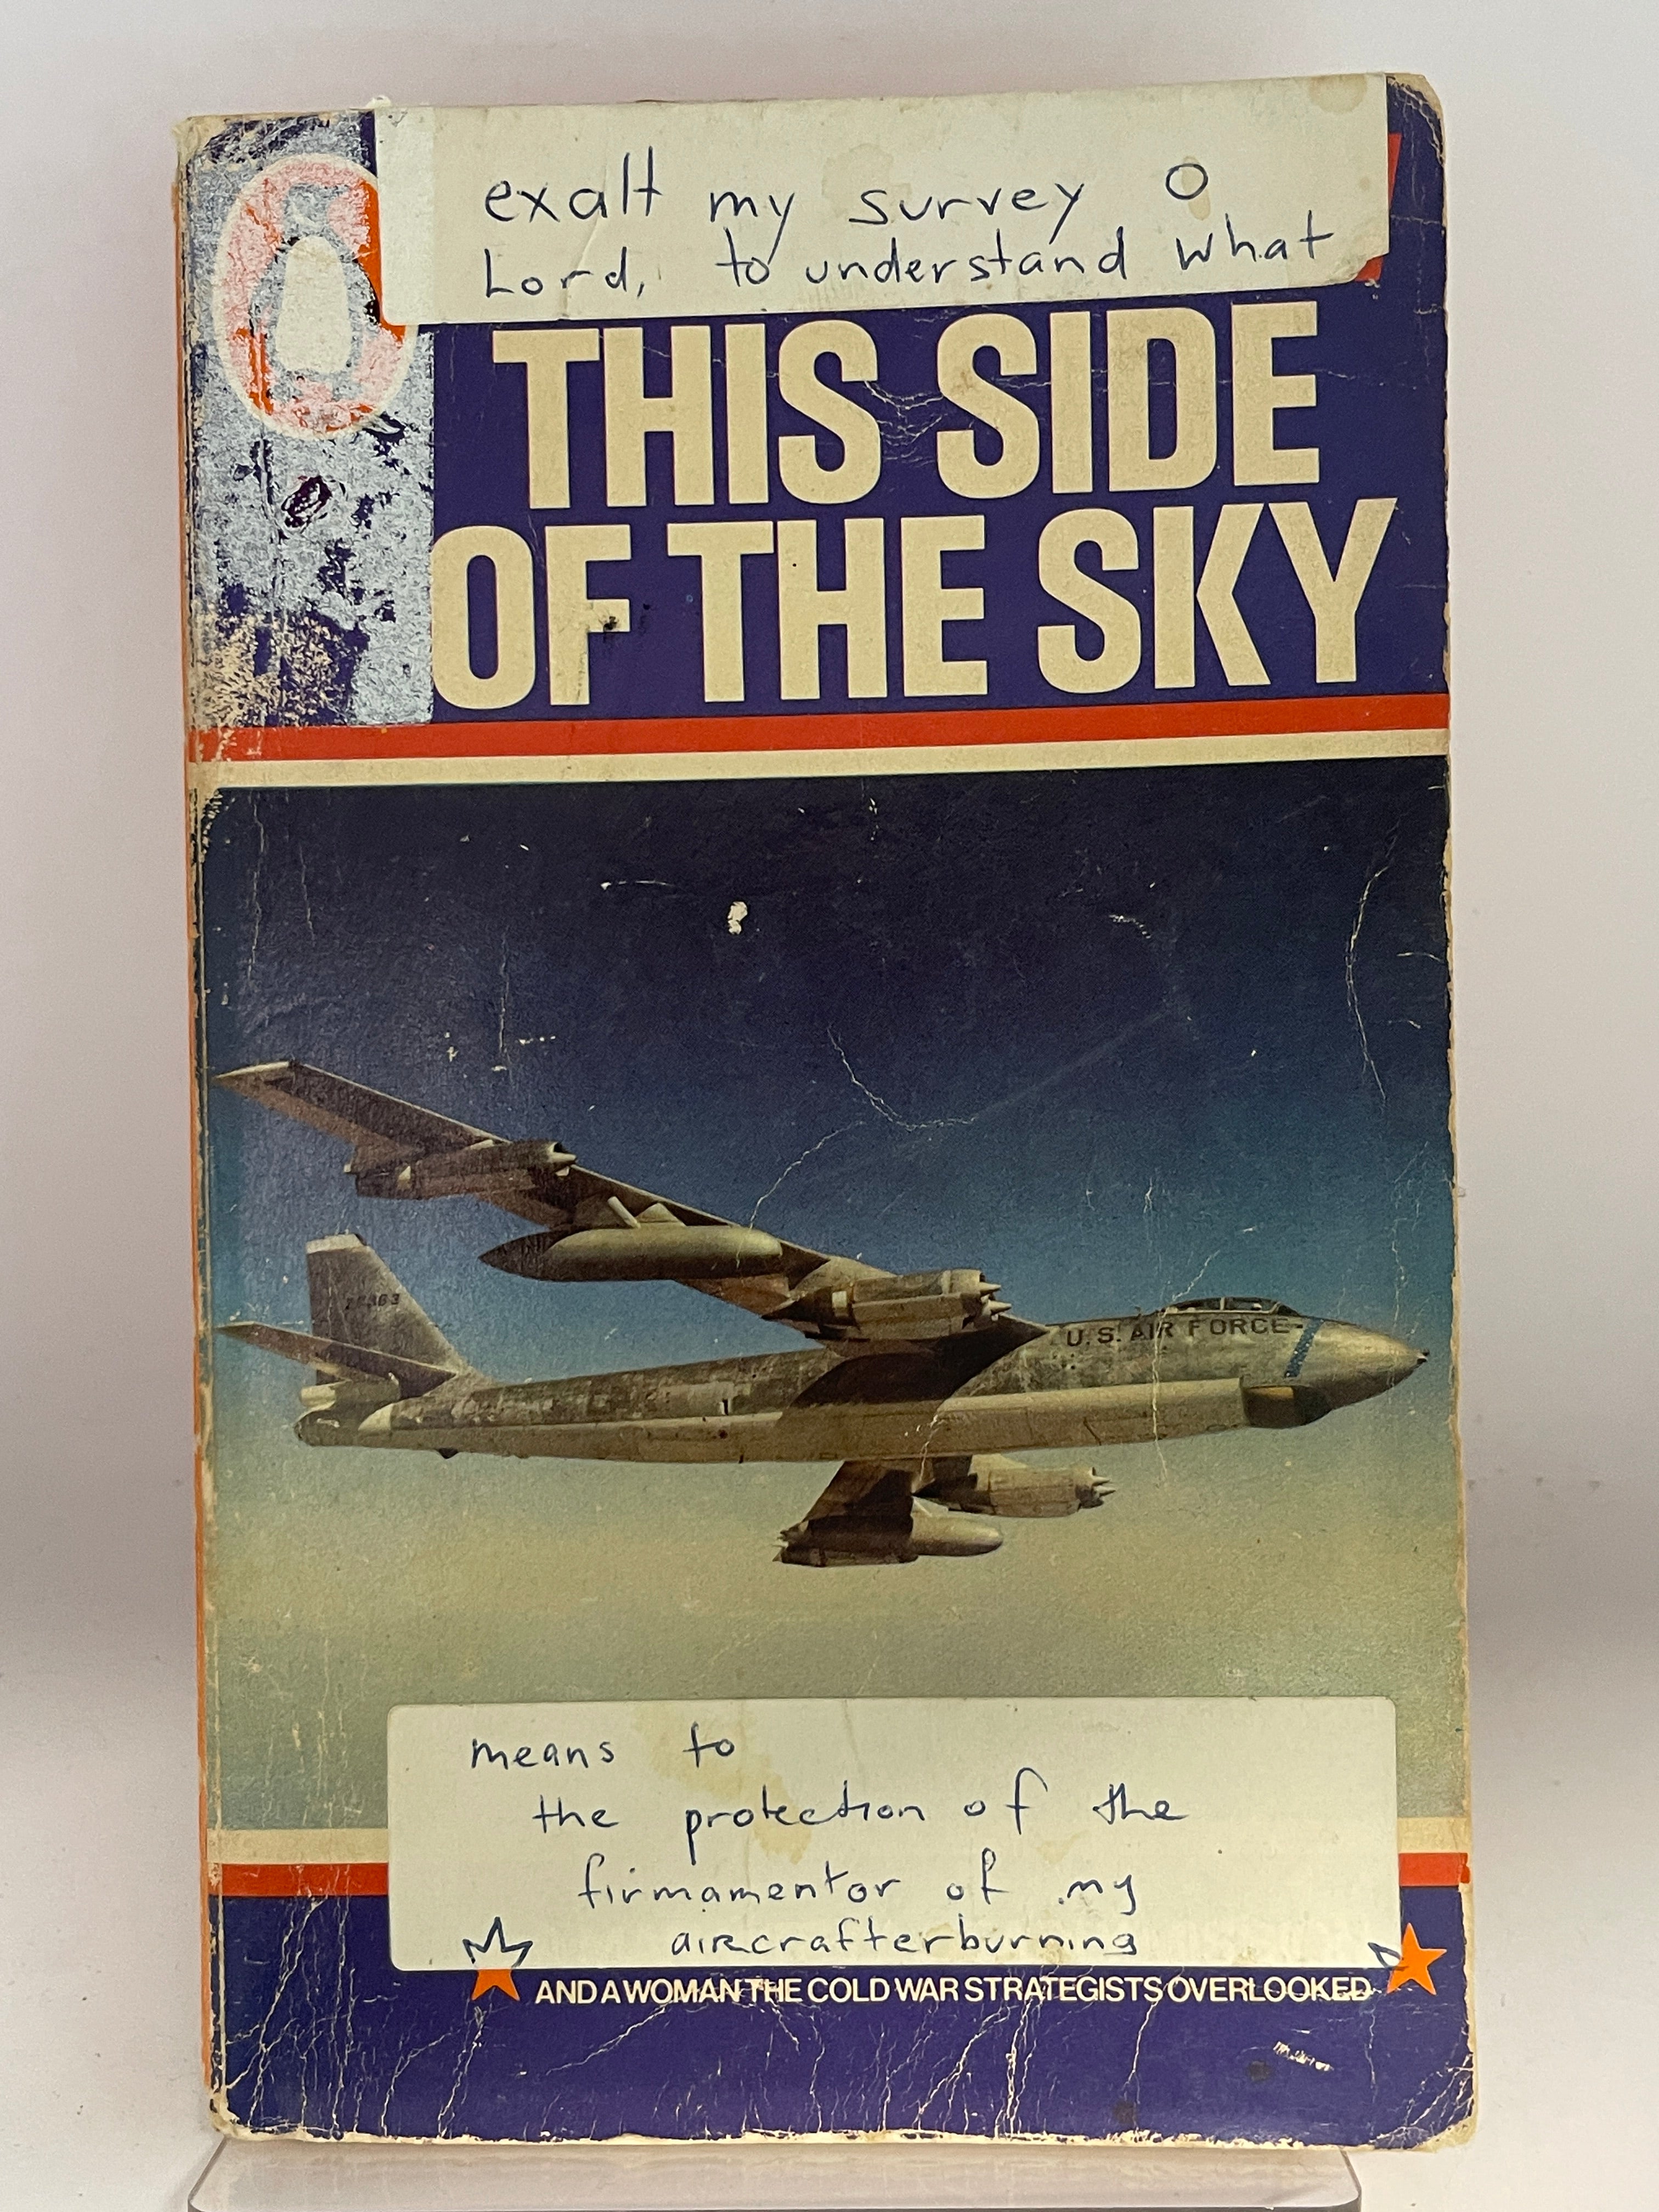 exalt my survey O
Lord, to understand what
THIS SIDE
OF THE SKY
U.S. AIR FORCE
means to
the protection of the
firmamentor of my
aircrafterburning
AND A WOMAN THE COLD WAR STRATEGISTS OVERLOOKED